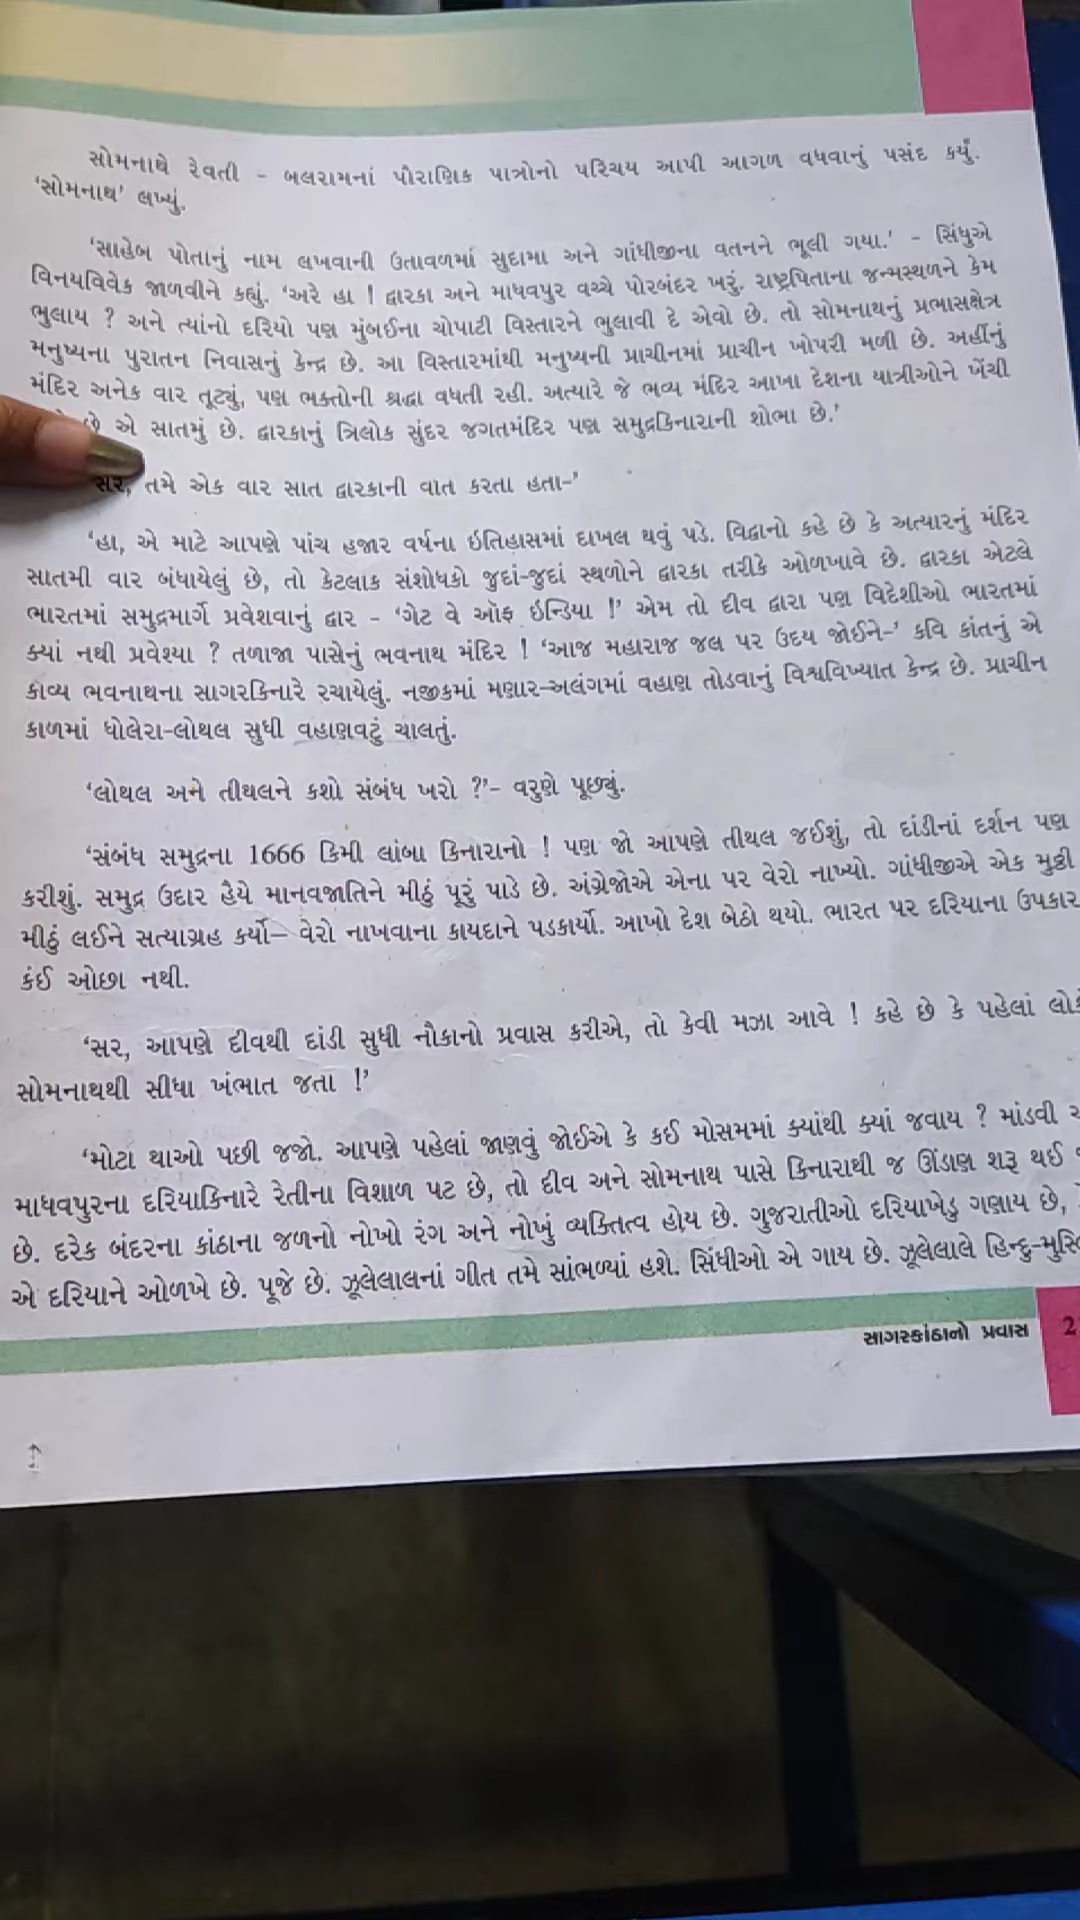 સોમનાથે રેવતી - બલરામનાં પૌરાણિક પાત્રોનો પરિચય આપી આગળ વધવાનું પસંદ કર્યું.
‘સોમનાથ’ લખ્યું.
‘સાહેબ પોતાનું નામ લખવાની ઉતાવળમાં સુદામા અને ગાંધીજીના વતનને ભૂલી ગયા.’ - સિંધુએ
વિનયવિવેક જાળવીને કહ્યું. ‘અરે હા ! દ્વારકા અને માધવપુર વચ્ચે પોરબંદર ખરું. રાષ્ટ્રપિતાના જન્મસ્થળને કેમ
ભુલાય ? અને ત્યાંનો દરિયો પણ મુંબઈના ચોપાટી વિસ્તારને ભુલાવી દે એવો છે. તો સોમનાથનું પ્રભાસક્ષેત્ર
મનુષ્યના પુરાતન નિવાસનું કેન્દ્ર છે. આ વિસ્તારમાંથી મનુષ્યની પ્રાચીનમાં પ્રાચીન ખોપરી મળી છે. અહીંનું
મંદિર અનેક વાર તૂટ્યું, પણ ભક્તોની શ્રદ્ધા વધતી રહી. અત્યારે જે ભવ્ય મંદિર આખા દેશના યાત્રીઓને ખેંચી
છે એ સાતમું છે. દ્વારકાનું ત્રિલોક સુંદર જગતમંદિર પણ સમુદ્રકિનારાની શોભા છે.’
સર, તમે એક વાર સાત દ્વારકાની વાત કરતા હતા-’
‘હા, એ માટે આપણે પાંચ હજાર વર્ષના ઇતિહાસમાં દાખલ થવું પડે. વિદ્વાનો કહે છે કે અત્યારનું મંદિર
સાતમી વાર બંધાયેલું છે, તો કેટલાક સંશોધકો જુદાં-જુદાં સ્થળોને દ્વારકા તરીકે ઓળખાવે છે. દ્વારકા એટલે
ભારતમાં સમુદ્રમાર્ગે પ્રવેશવાનું દ્વાર - ‘ગેટ વે ઑફ ઇન્ડિયા !’ એમ તો દીવ દ્વારા પણ વિદેશીઓ ભારતમાં
ક્યાં નથી પ્રવેશ્યા ? તળાજા પાસેનું ભવનાથ મંદિર ! ‘આજ મહારાજ જલ પર ઉદય જોઈને-’ કવિ કાંતનું એ
કાવ્ય ભવનાથના સાગરકિનારે રચાયેલું. નજીકમાં મણાર-અલંગમાં વહાણ તોડવાનું વિશ્વવિખ્યાત કેન્દ્ર છે. પ્રાચીન
કાળમાં ધોલેરા-લોથલ સુધી વહાણવટું ચાલતું.
‘લોથલ અને તીથલને કશો સંબંધ ખરો ?’- વરુણે પૂછ્યું.
‘સંબંધ સમુદ્રના 1666 કિમી લાંબા કિનારાનો ! પણ જો આપણે તીથલ જઈશું, તો દાંડીનાં દર્શન પણ
કરીશું. સમુદ્ર ઉદાર હૈયે માનવજાતિને મીઠું પૂરું પાડે છે. અંગ્રેજોએ એના પર વેરો નાખ્યો. ગાંધીજીએ એક મુઠ્ઠી
મીઠું લઈને સત્યાગ્રહ કર્યો– વેરો નાખવાના કાયદાને પડકાર્યો. આખો દેશ બેઠો થયો. ભારત પર દરિયાના ઉપકાર
કંઈ ઓછા નથી.
‘સર, આપણે દીવથી દાંડી સુધી નૌકાનો પ્રવાસ કરીએ, તો કેવી મઝા આવે ! કહે છે કે પહેલાં
સોમનાથથી સીધા ખંભાત જતા !’
‘મોટા થાઓ પછી જજો. આપણે પહેલાં જાણવું જોઈએ કે કઈ મોસમમાં ક્યાંથી ક્યાં જવાય ? માંડવી
માધવપુરના દરિયાકિનારે રેતીના વિશાળ પટ છે, તો દીવ અને સોમનાથ પાસે કિનારાથી જ ઊંડાણ શરૂ થઈ
છે. દરેક બંદરના કાંઠાના જળનો નોખો રંગ અને નોખું વ્યક્તિત્વ હોય છે. ગુજરાતીઓ દરિયાખેડુ ગણાય છે,
એ દરિયાને ઓળખે છે. પૂજે છે. ઝૂલેલાલનાં ગીત તમે સાંભળ્યાં હશે. સિંધીઓ એ ગાય છે. ઝૂલેલાલે
સાગરકાંઠાનો પ્રવાસ